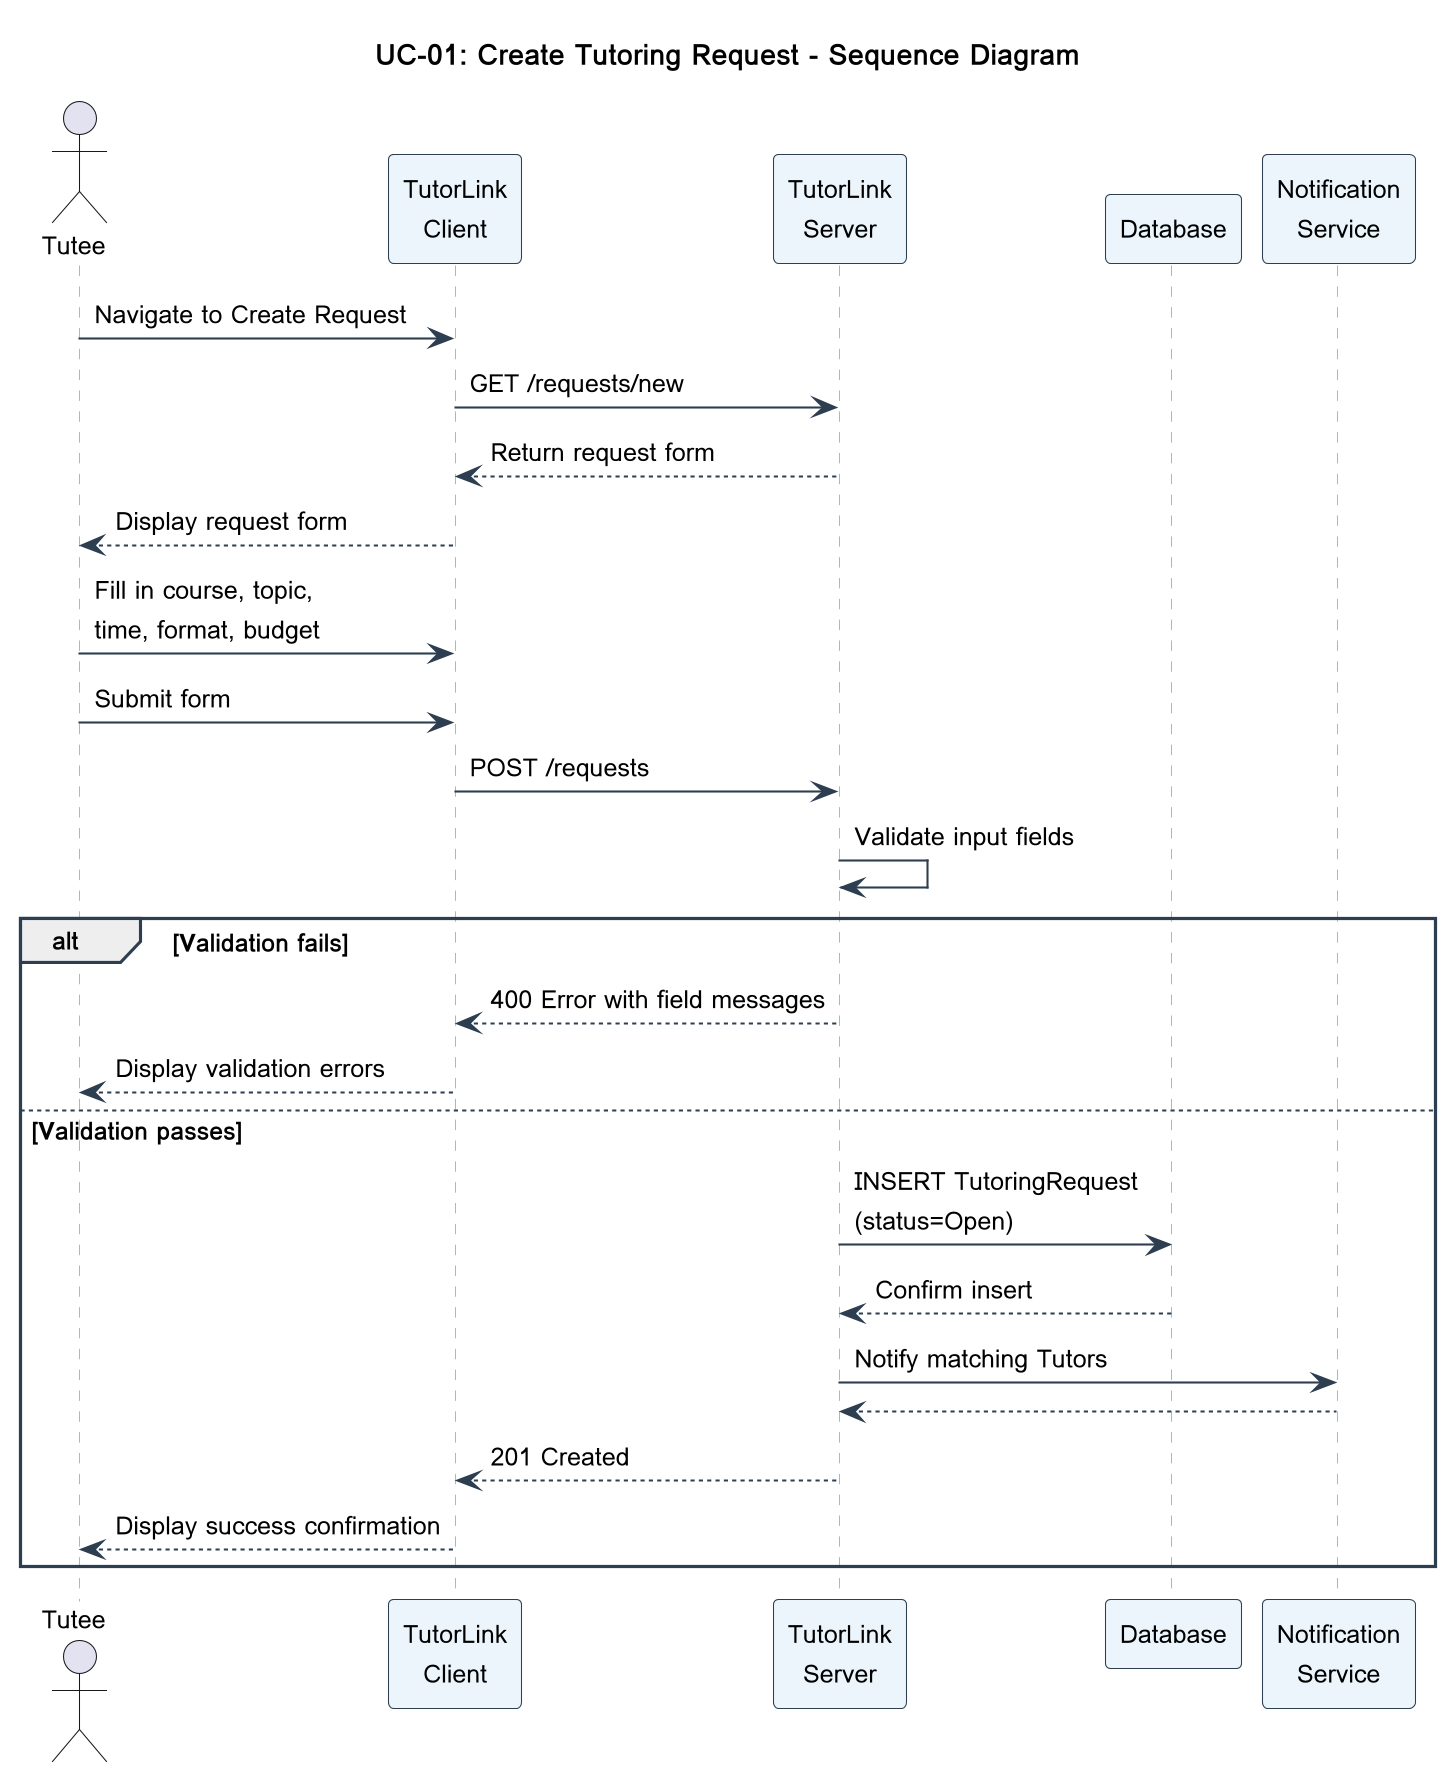 UC-01: Create Tutoring Request - Sequence Diagram
Tutee
TutorLink
Client
TutorLink
Server
Database
Notification
Service
Navigate to Create Request
GET /requests/new
Return request form
Display request form
Fill in course, topic,
time, format, budget
Submit form
POST /requests
Validate input fields
alt
[Validation fails]
400 Error with field messages
Display validation errors
[Validation passes]
INSERT TutoringRequest
(status=Open)
Confirm insert
Notify matching Tutors
201 Created
Display success confirmation
Tutee
TutorLink
Client
TutorLink
Server
Database
Notification
Service